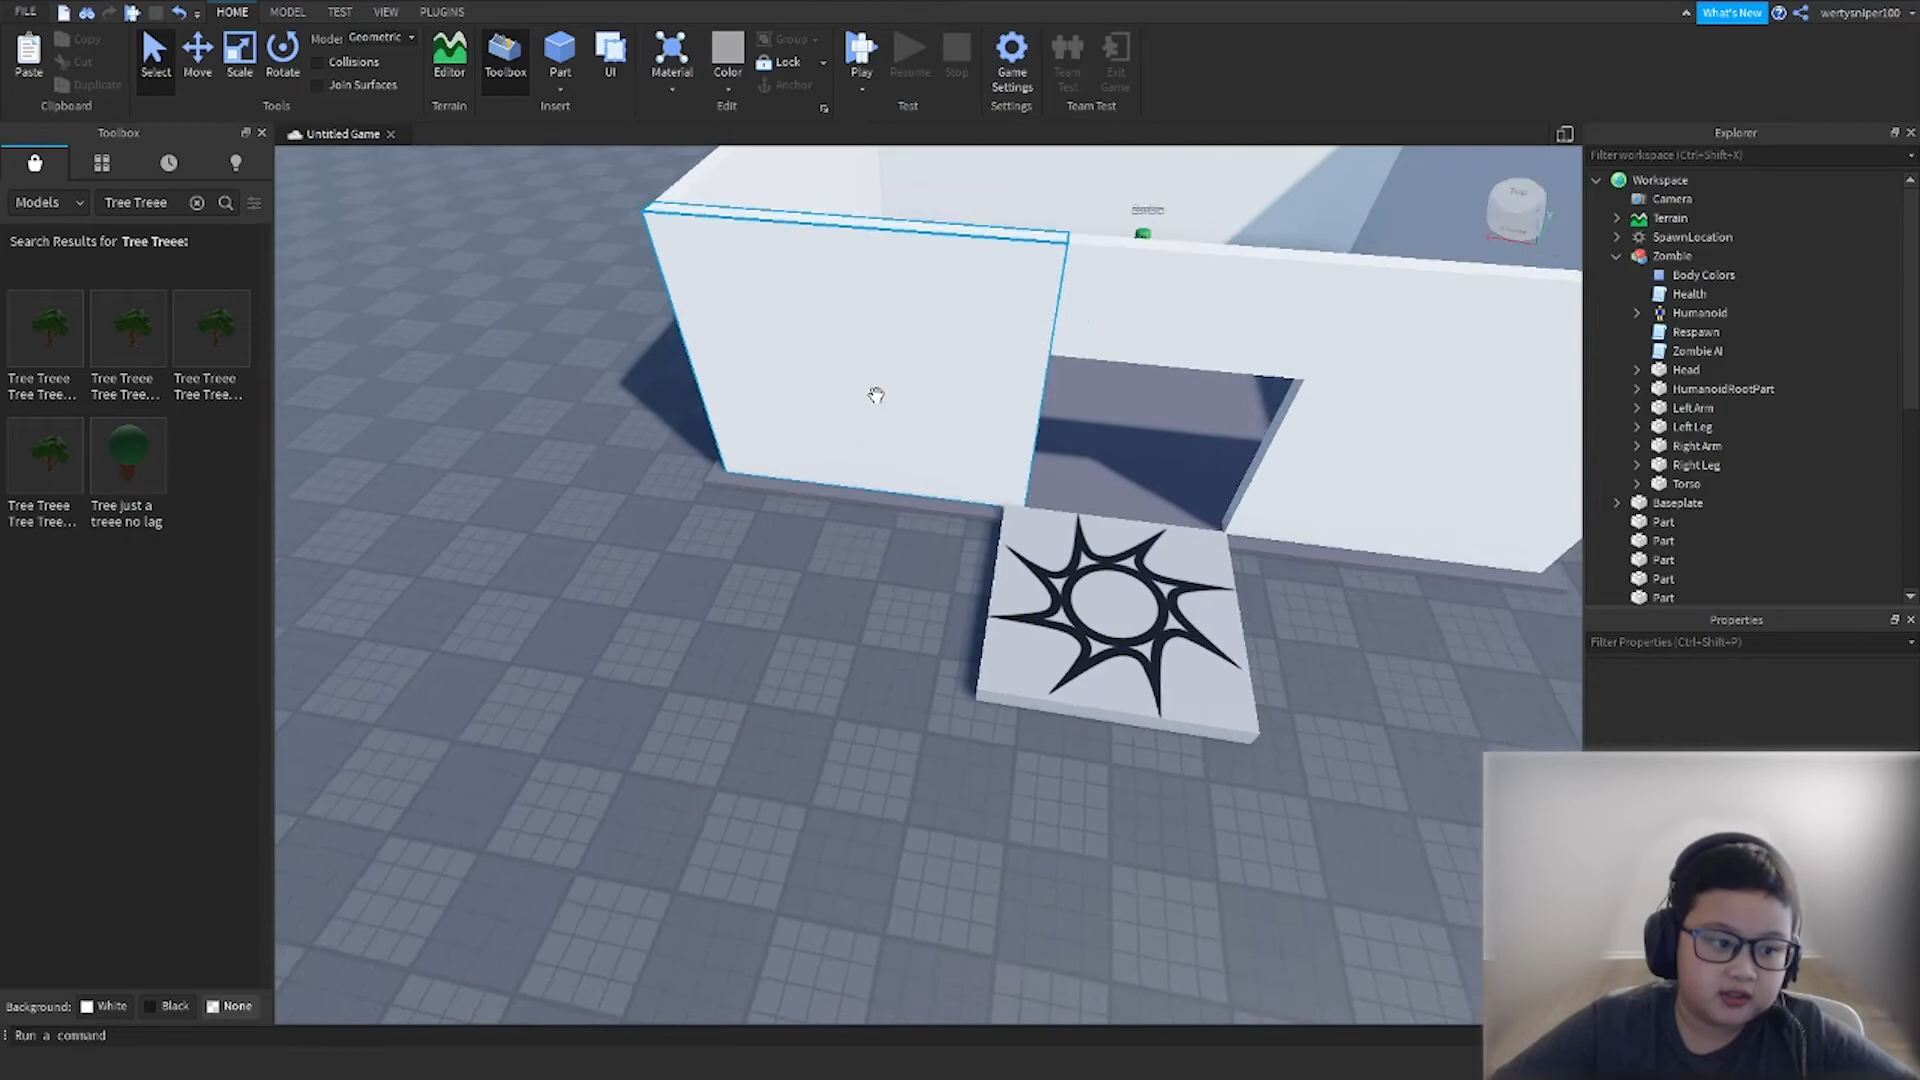 FILE HOME MODEL TEST VIEW PLUGINS What's New wertysniper100
Paste Copy Cut Duplicate Clipboard
Select Move Scale Rotate Mode: Geometric Collisions Join Surfaces Tools
Editor Terrain
Toolbox Part UI Insert
Material Color Group Lock Anchor Edit
Play Resume Stop Test
Game Settings Settings
Team Test Exit Game Team Test
Toolbox
Models Tree Treee
Search Results for Tree Treee:
Tree Treee Tree Treee Tree Treee
Tree Tree... Tree Tree... Tree Tree...
Tree Treee Tree just a
Tree Tree... treee no lag
Background: White Black None
Run a command
Untitled Game
Top
Explorer
Filter workspace (Ctrl+Shift+X)
Workspace
Camera
Terrain
SpawnLocation
Zombie
Body Colors
Health
Humanoid
Respawn
Zombie AI
Head
HumanoidRootPart
Left Arm
Left Leg
Right Arm
Right Leg
Torso
Baseplate
Part
Part
Part
Part
Part
Properties
Filter Properties (Ctrl+Shift+P)